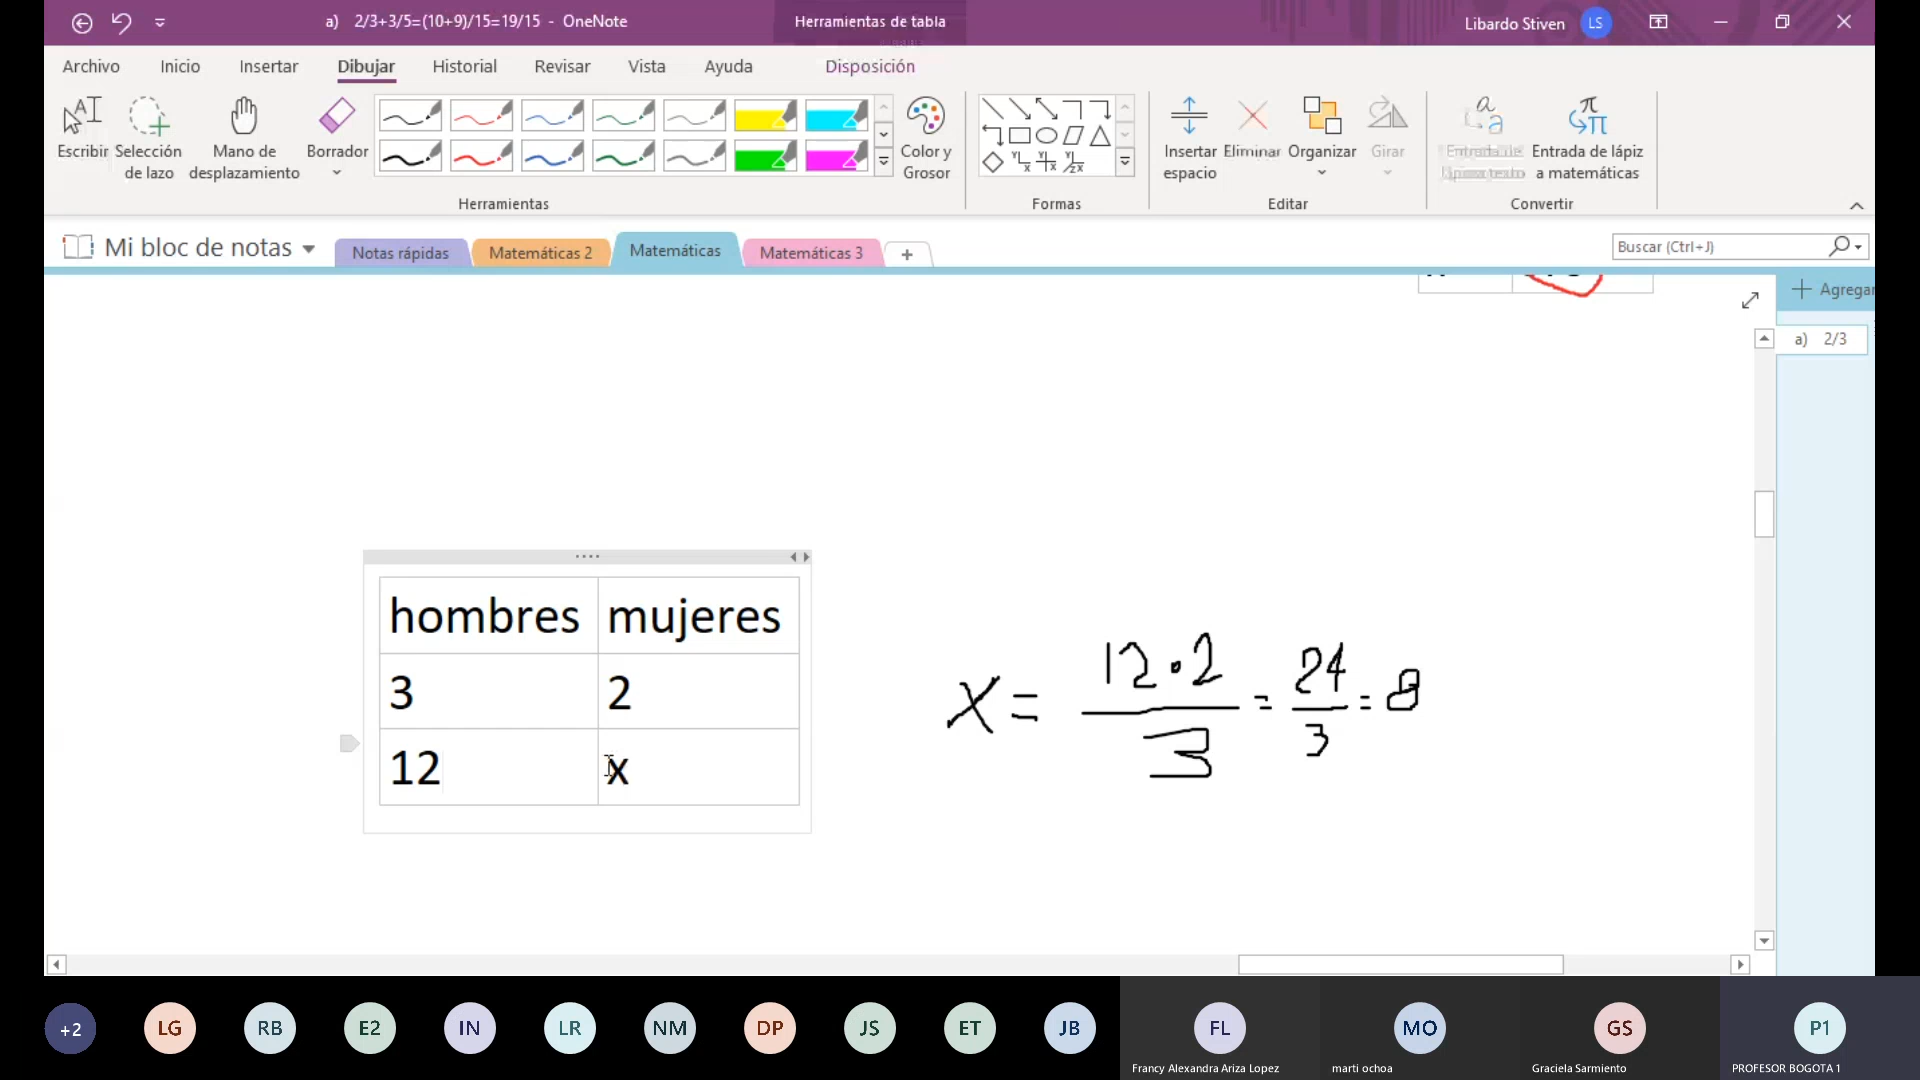 a) 2/3+3/5=(10+9)/15=19/15 - OneNote
Herramientas de tabla
Libardo Stiven LS
Archivo Inicio Insertar Dibujar Historial Revisar Vista Ayuda Disposición
Escribir
Selección de lazo
Mano de desplazamiento
Borrador
Color y Grosor
Insertar espacio
Eliminar
Organizar
Girar
Entrada de lápiz a matemáticas
Herramientas Formas Editar Convertir
Mi bloc de notas
Notas rápidas Matemáticas 2 Matemáticas Matemáticas 3 +
Buscar (Ctrl+J)
Agregar
a) 2/3
hombres mujeres
3 2
12 x
x = 12·2/3 = 24/3 = 8
+2 LG RB E2 IN LR NM DP JS ET JB FL MO GS P1
Francy Alexandra Ariza Lopez
marti ochoa
Graciela Sarmiento
PROFESOR BOGOTA 1